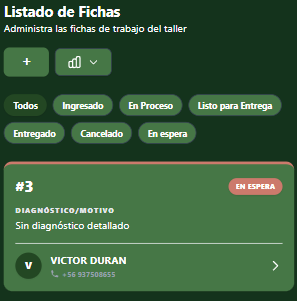 Listado de Fichas
Administra las fichas de trabajo del taller
+
Todos Ingresado En Proceso Listo para Entrega
Entregado Cancelado En espera
#3 EN ESPERA
DIAGNÓSTICO/MOTIVO
Sin diagnóstico detallado
V VICTOR DURAN
+56 937508655